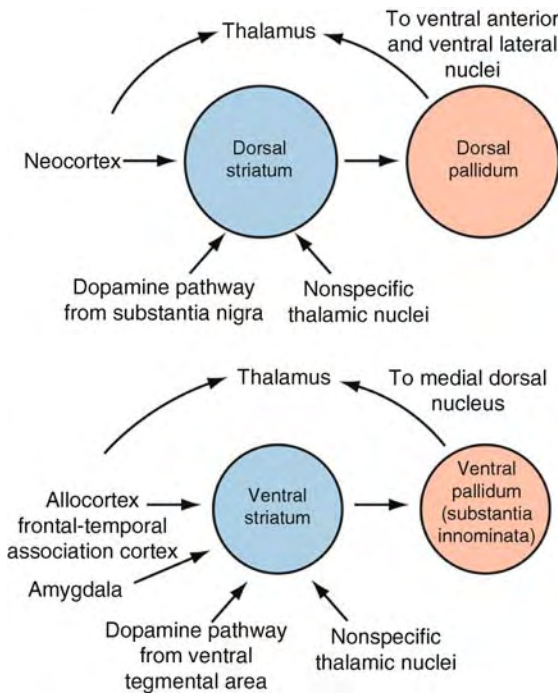 Thalamus
To ventral anterior
and ventral lateral
nuclei
Neocortex
Dorsal
striatum
Dorsal
pallidum
Dopamine pathway
from substantia nigra
Nonspecific
thalamic nuclei
Thalamus
To medial dorsal
nucleus
Allocortex
frontal-temporal
association cortex
Amygdala
Ventral
striatum
Ventral
pallidum
(substantia
innominata)
Dopamine pathway
from ventral
tegmental area
Nonspecific
thalamic nuclei